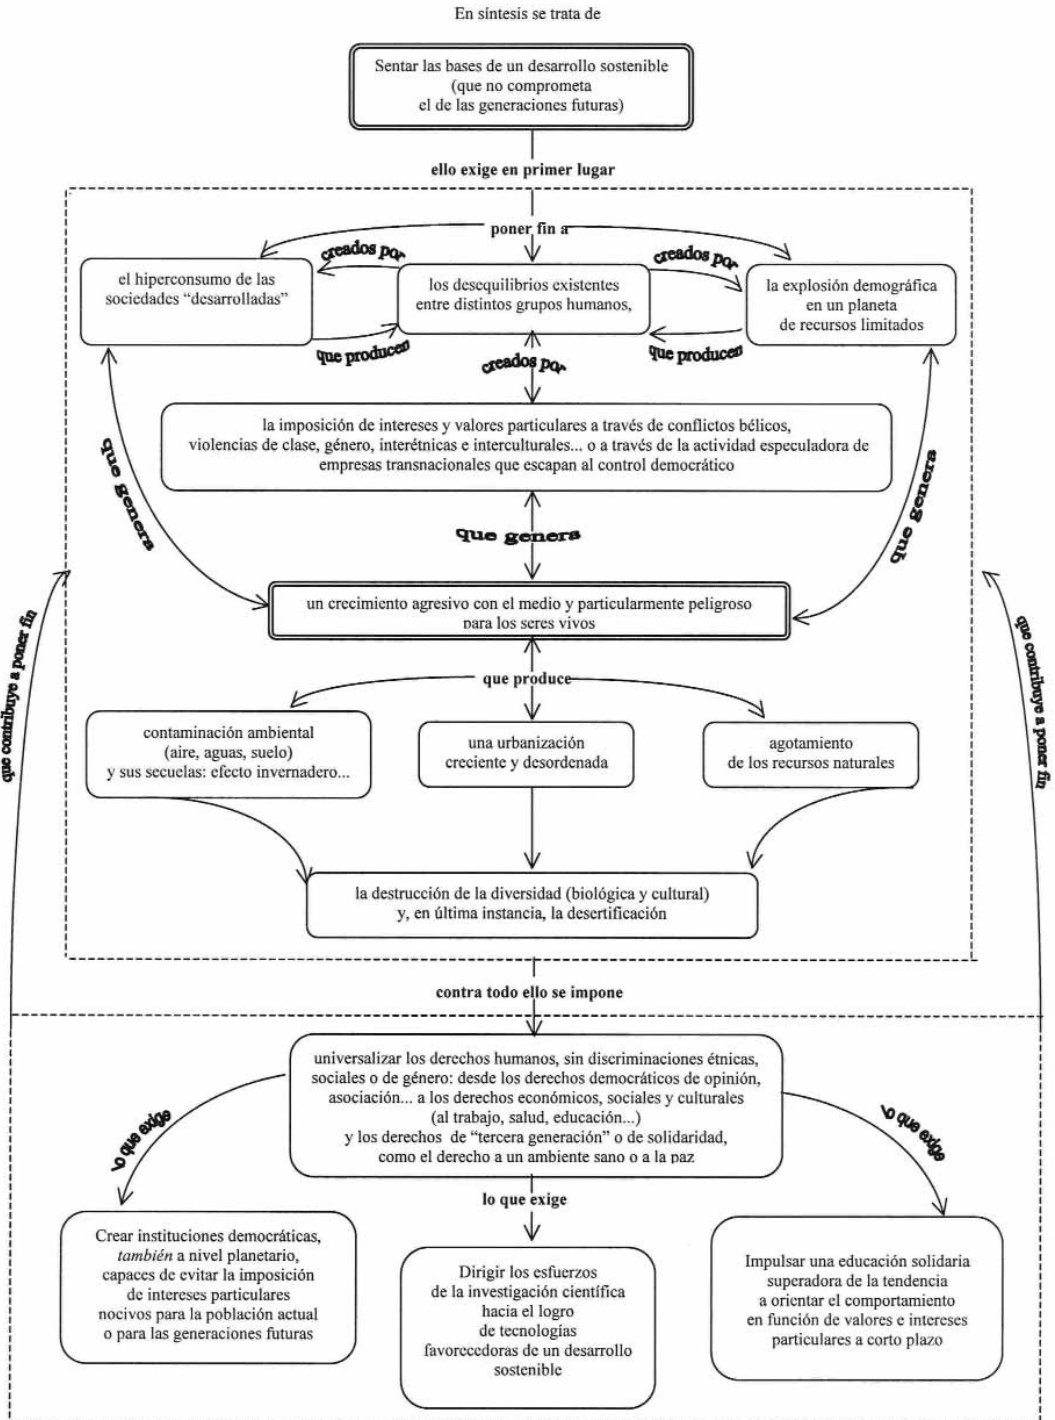 En síntesis se trata de
Sentar las bases de un desarrollo sostenible
(que no comprometa
el de las generaciones futuras)
ello exige en primer lugar
poner fin a
creados por
creados por
el hiperconsumo de las
sociedades “desarrolladas”
los desequilibrios existentes
entre distintos grupos humanos,
la explosión demográfica
en un planeta
de recursos limitados
que producen
creados por
que producen
la imposición de intereses y valores particulares a través de conflictos bélicos,
violencias de clase, género, interétnicas e interculturales... o a través de la actividad especuladora de
empresas transnacionales que escapan al control democrático
que genera
que genera
que genera
un crecimiento agresivo con el medio y particularmente peligroso
para los seres vivos
que contribuye a poner fin
que contribuye a poner fin
que produce
contaminación ambiental
(aire, aguas, suelo)
y sus secuelas: efecto invernadero...
una urbanización
creciente y desordenada
agotamiento
de los recursos naturales
la destrucción de la diversidad (biológica y cultural)
y, en última instancia, la desertificación
contra todo ello se impone
universalizar los derechos humanos, sin discriminaciones étnicas,
sociales o de género: desde los derechos democráticos de opinión,
asociación... a los derechos económicos, sociales y culturales
(al trabajo, salud, educación...)
y los derechos de “tercera generación” o de solidaridad,
como el derecho a un ambiente sano o a la paz
lo que exige
lo que exige
lo que exige
Crear instituciones democráticas,
también a nivel planetario,
capaces de evitar la imposición
de intereses particulares
nocivos para la población actual
o para las generaciones futuras
Dirigir los esfuerzos
de la investigación científica
hacia el logro
de tecnologías
favorecedoras de un desarrollo
sostenible
Impulsar una educación solidaria
superadora de la tendencia
a orientar el comportamiento
en función de valores e intereses
particulares a corto plazo